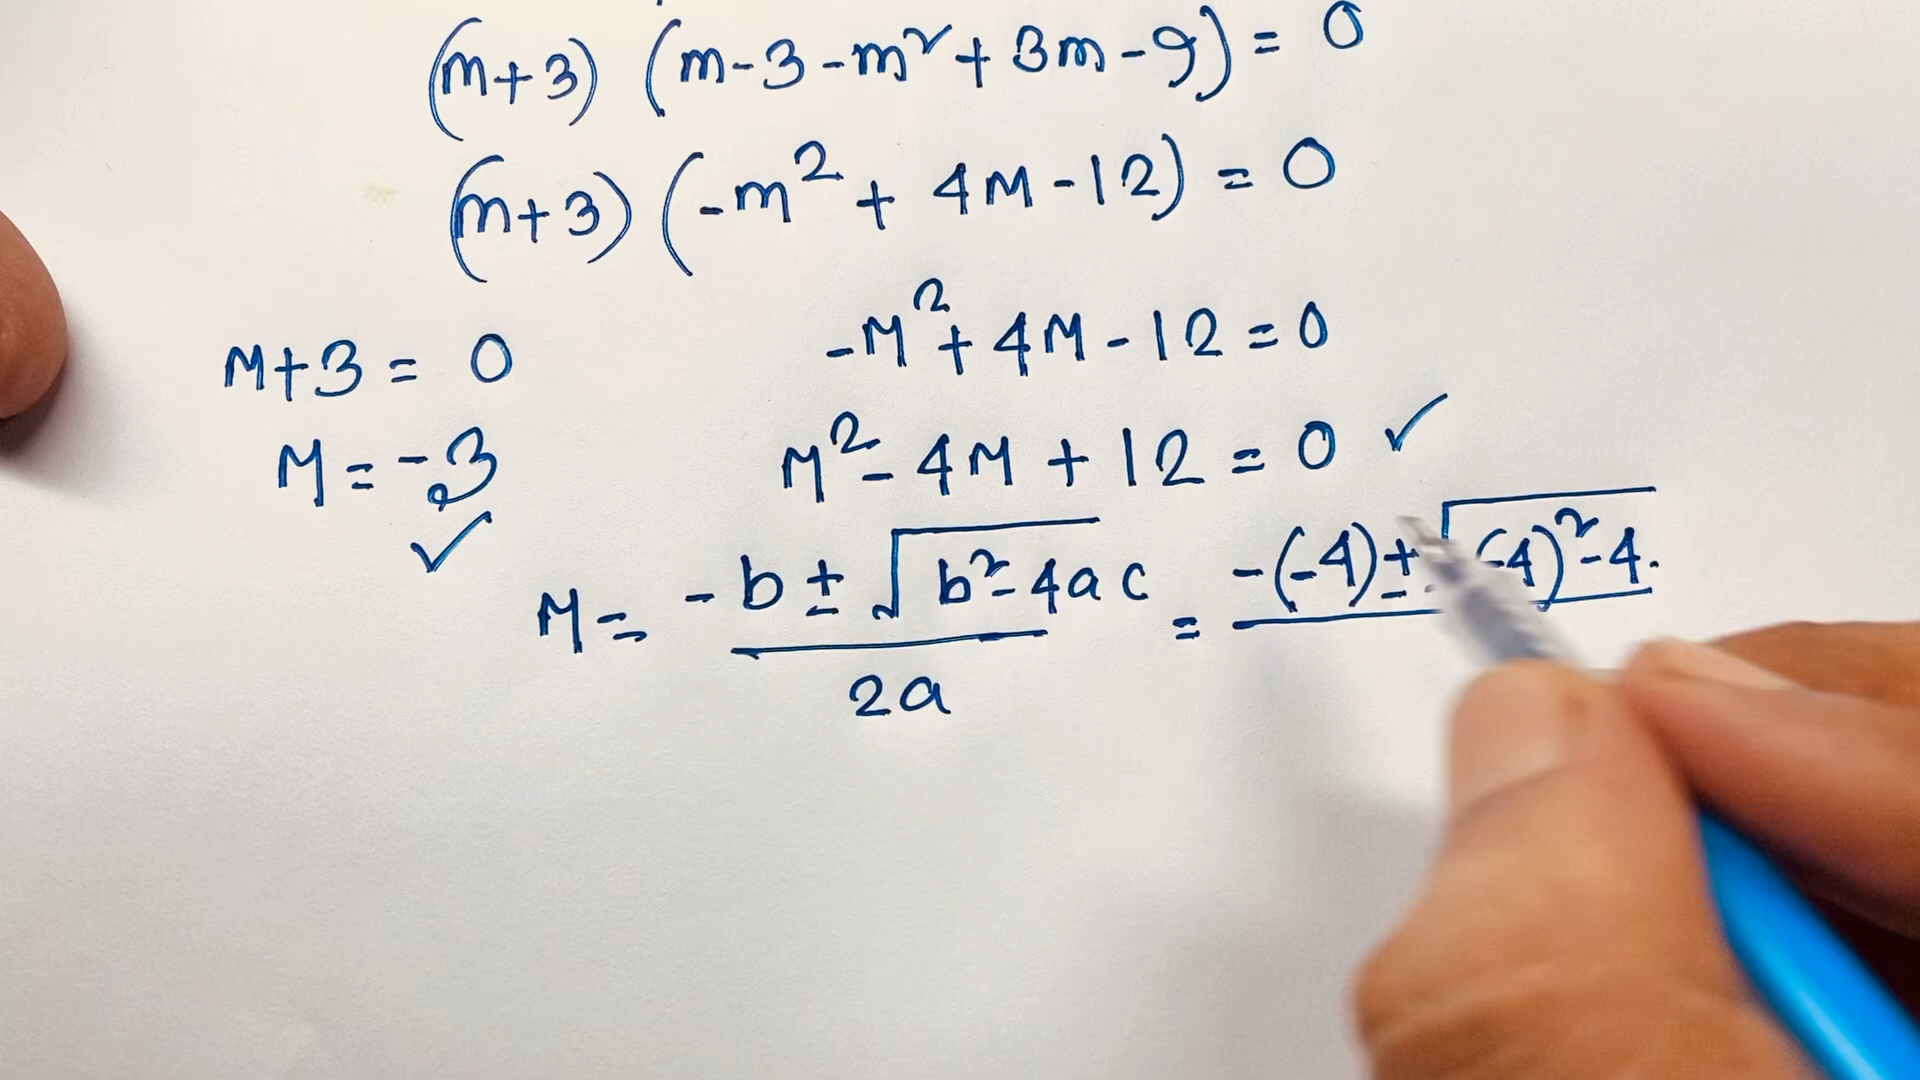 (m+3) (m-3-m²+3m-9) = 0
(m+3) (-m²+4M-12) = 0
M+3 = 0
-M²+4M-12=0
M = -3 ✓
M²-4M+12=0 ✓
M = (-b±√(b²-4ac))/2a = -(-4)±√(-4)²-4.